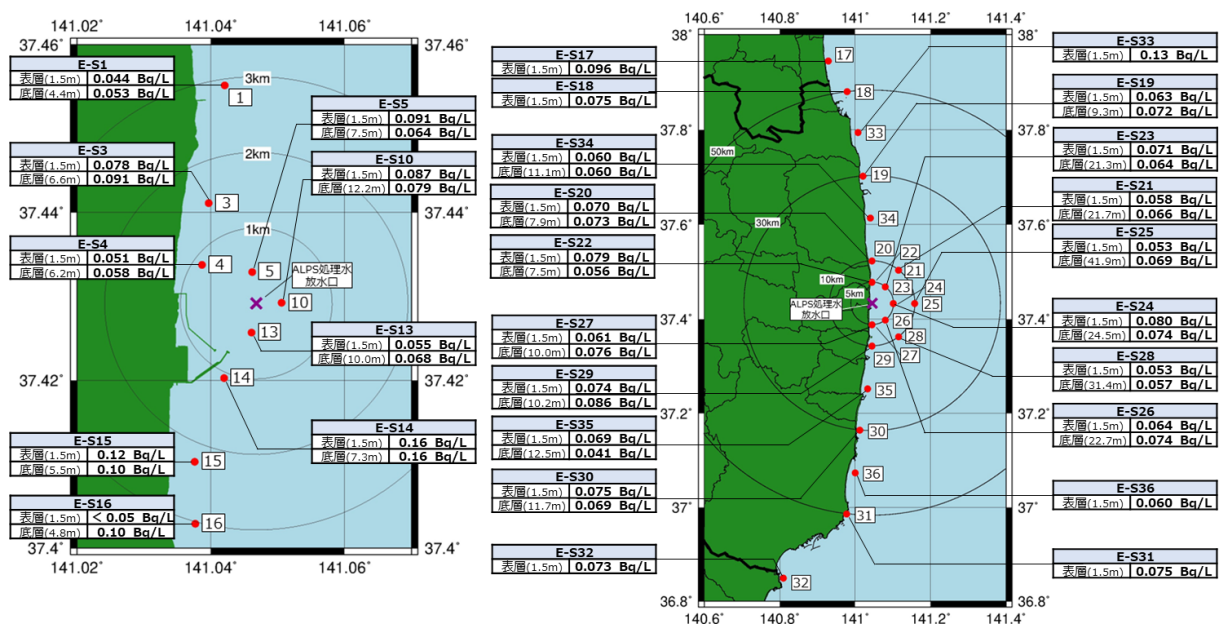 141.02°
141.04°
141.06°
37.46°
37.46°
E-S1
表層(1.5m) 0.044 Bq/L
底層(4.4m) 0.053 Bq/L
3km
1
E-S5
表層(1.5m) 0.091 Bq/L
底層(7.5m) 0.064 Bq/L
E-S3
表層(1.5m) 0.078 Bq/L
底層(6.6m) 0.091 Bq/L
2km
E-S10
表層(1.5m) 0.087 Bq/L
底層(12.2m) 0.079 Bq/L
3
37.44°
37.44°
1km
E-S4
表層(1.5m) 0.051 Bq/L
底層(6.2m) 0.058 Bq/L
4
5
ALPS処理水
放水口
10
13
E-S13
表層(1.5m) 0.055 Bq/L
底層(10.0m) 0.068 Bq/L
14
37.42°
37.42°
E-S14
表層(1.5m) 0.16 Bq/L
底層(7.3m) 0.16 Bq/L
E-S15
表層(1.5m) 0.12 Bq/L
底層(5.5m) 0.10 Bq/L
15
E-S16
表層(1.5m) < 0.05 Bq/L
底層(4.8m) 0.10 Bq/L
16
37.4°
37.4°
141.02°
141.04°
141.06°
140.6°
140.8°
141°
141.2°
141.4°
38°
38°
E-S17
表層(1.5m) 0.096 Bq/L
E-S18
表層(1.5m) 0.075 Bq/L
E-S34
表層(1.5m) 0.060 Bq/L
底層(11.1m) 0.060 Bq/L
E-S20
表層(1.5m) 0.070 Bq/L
底層(7.9m) 0.073 Bq/L
E-S22
表層(1.5m) 0.079 Bq/L
底層(7.5m) 0.056 Bq/L
E-S27
表層(1.5m) 0.061 Bq/L
底層(10.0m) 0.076 Bq/L
E-S29
表層(1.5m) 0.074 Bq/L
底層(10.2m) 0.086 Bq/L
E-S35
表層(1.5m) 0.069 Bq/L
底層(12.5m) 0.041 Bq/L
E-S30
表層(1.5m) 0.075 Bq/L
底層(11.7m) 0.069 Bq/L
E-S32
表層(1.5m) 0.073 Bq/L
17
18
33
50km
19
34
30km
20
22
21
10km
23
24
5km
ALPS処理水
放水口
25
26
28
27
29
35
30
36
31
32
37.8°
37.8°
37.6°
37.6°
37.4°
37.4°
37.2°
37.2°
37°
37°
36.8°
36.8°
140.6°
140.8°
141°
141.2°
141.4°
E-S33
表層(1.5m) 0.13 Bq/L
E-S19
表層(1.5m) 0.063 Bq/L
底層(9.3m) 0.072 Bq/L
E-S23
表層(1.5m) 0.071 Bq/L
底層(21.3m) 0.064 Bq/L
E-S21
表層(1.5m) 0.058 Bq/L
底層(21.7m) 0.066 Bq/L
E-S25
表層(1.5m) 0.053 Bq/L
底層(41.9m) 0.069 Bq/L
E-S24
表層(1.5m) 0.080 Bq/L
底層(24.5m) 0.074 Bq/L
E-S28
表層(1.5m) 0.053 Bq/L
底層(31.4m) 0.057 Bq/L
E-S26
表層(1.5m) 0.064 Bq/L
底層(22.7m) 0.074 Bq/L
E-S36
表層(1.5m) 0.060 Bq/L
E-S31
表層(1.5m) 0.075 Bq/L